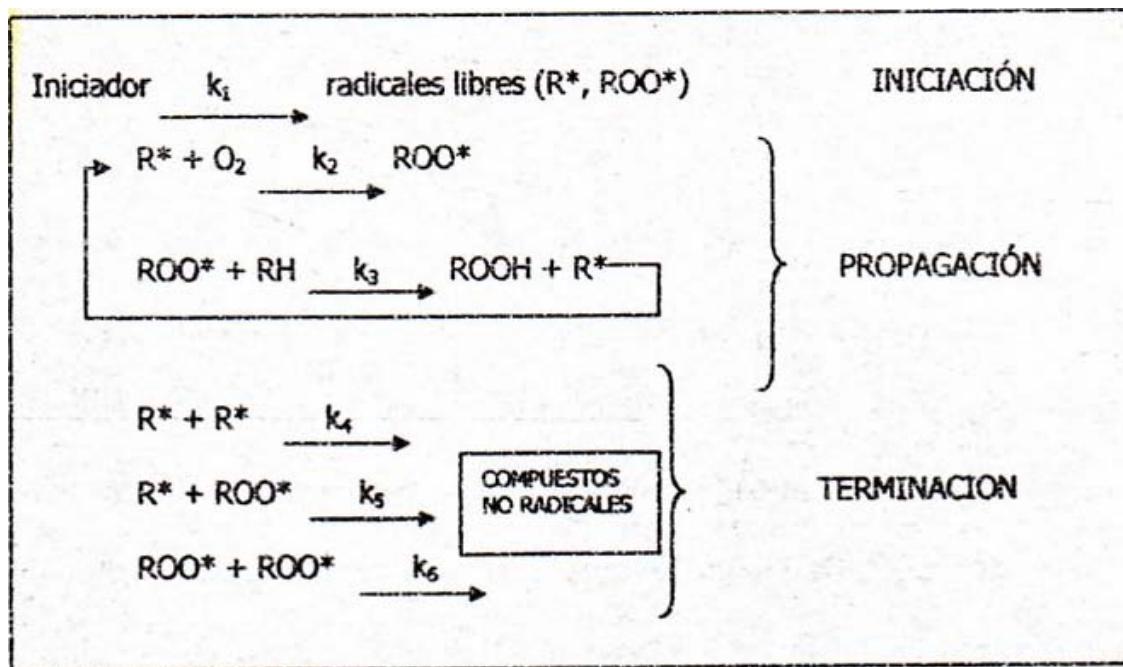 Iniciador k₁ radicales libres (R*, ROO*) INICIACIÓN
R* + O₂ k₂ ROO*
ROO* + RH k₃ ROOH + R* PROPAGACIÓN
R* + R* k₄
R* + ROO* k₅ COMPUESTOS
NO RADICALES TERMINACION
ROO* + ROO* k₆